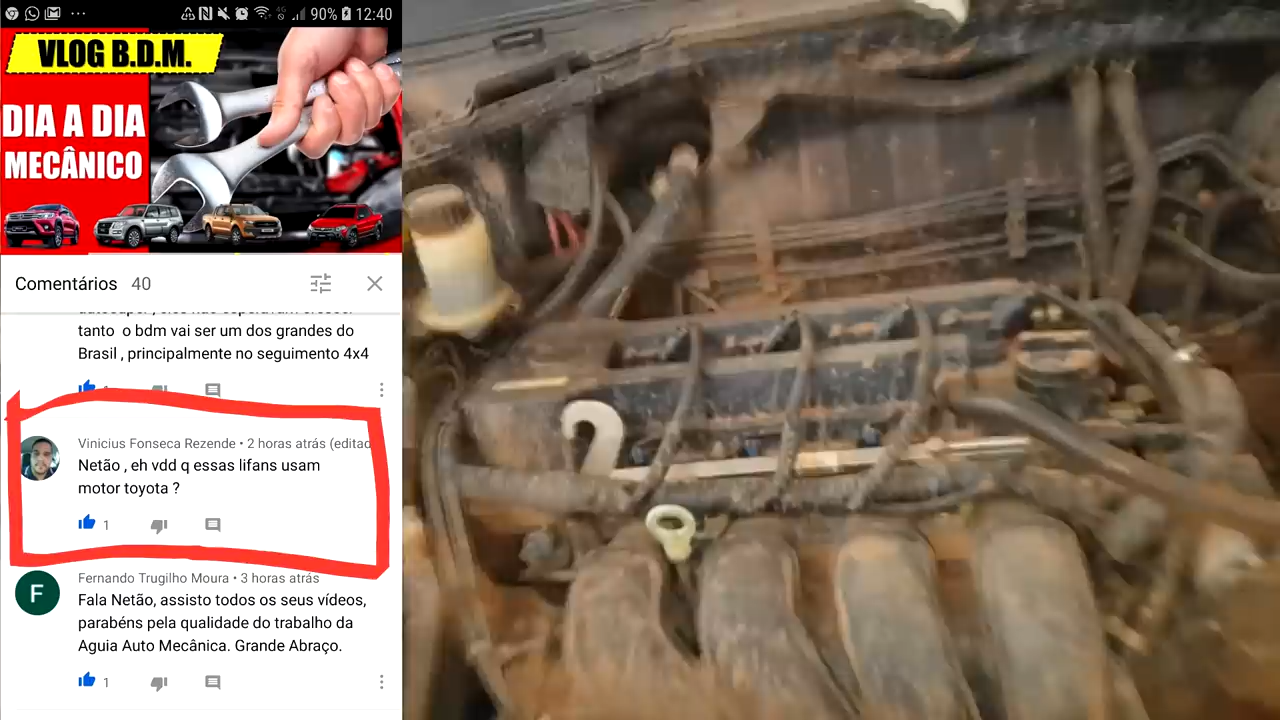 90% 12:40
VLOG B.D.M.
DIA A DIA
MECÂNICO
Comentários 40
tanto o bdm vai ser um dos grandes do
Brasil , principalmente no seguimento 4x4
Vinicius Fonseca Rezende • 2 horas atrás (editad
Netão , eh vdd q essas lifans usam
motor toyota ?
1
Fernando Trugilho Moura • 3 horas atrás
F
Fala Netão, assisto todos os seus vídeos,
parabéns pela qualidade do trabalho da
Aguia Auto Mecânica. Grande Abraço.
1